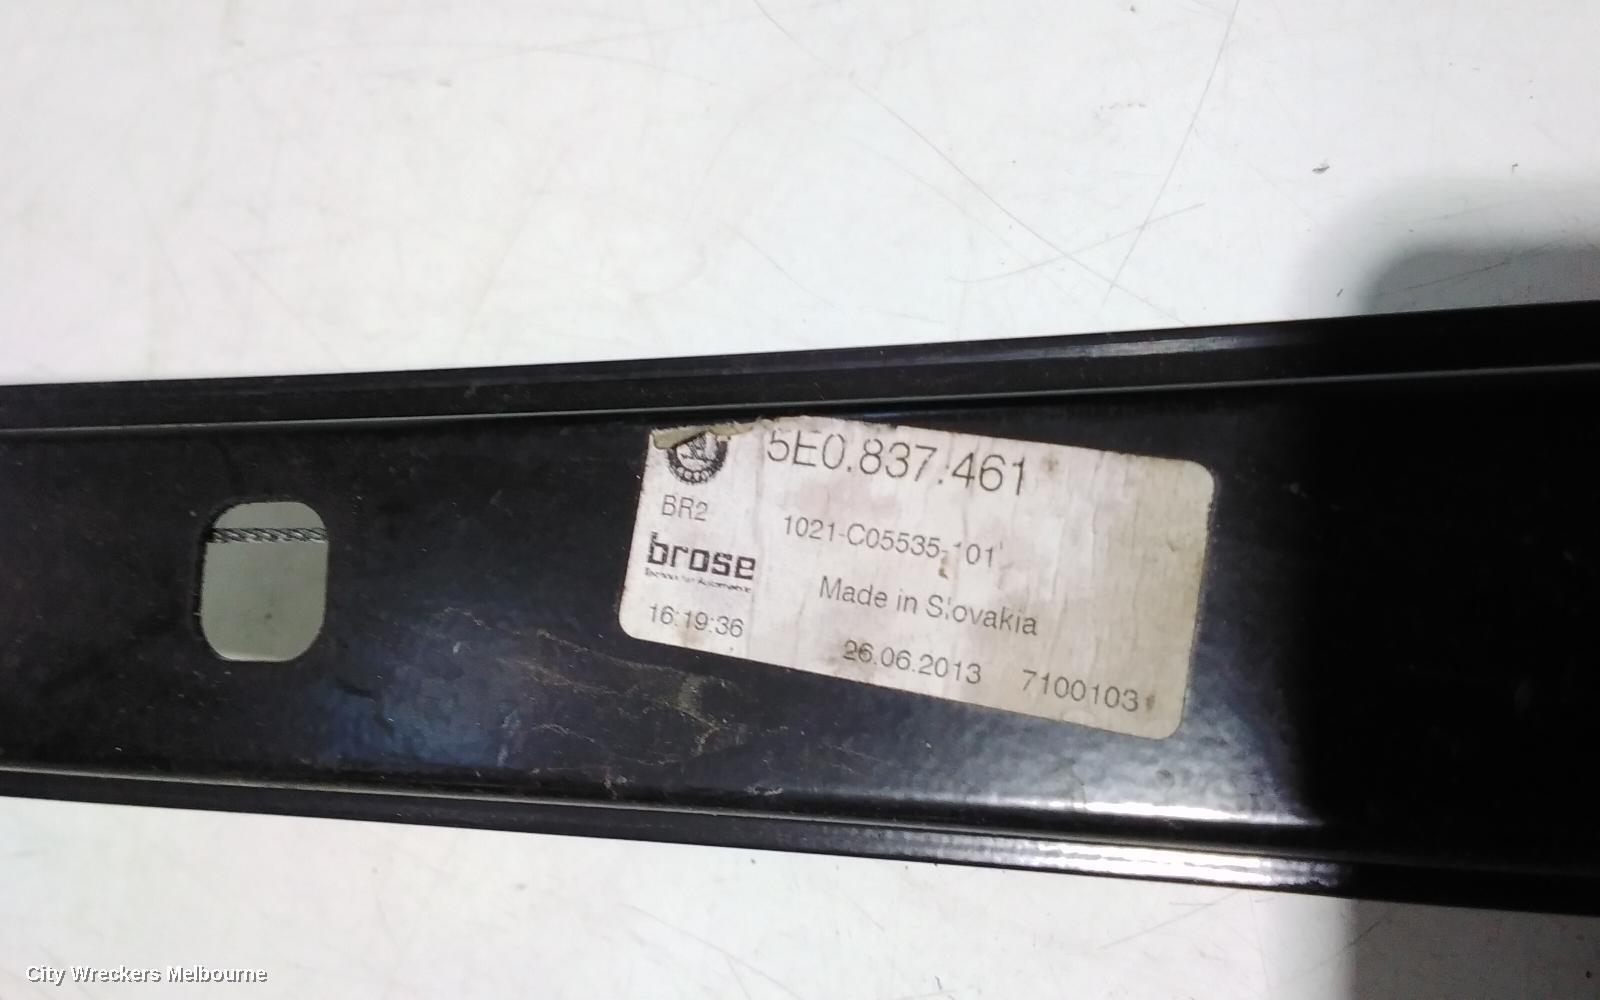 5E0.837.461
BR2
1021-C05535-101
brose
Made in Slovakia
16:19:36
26.06.2013 7100103
City Wreckers Melbourne